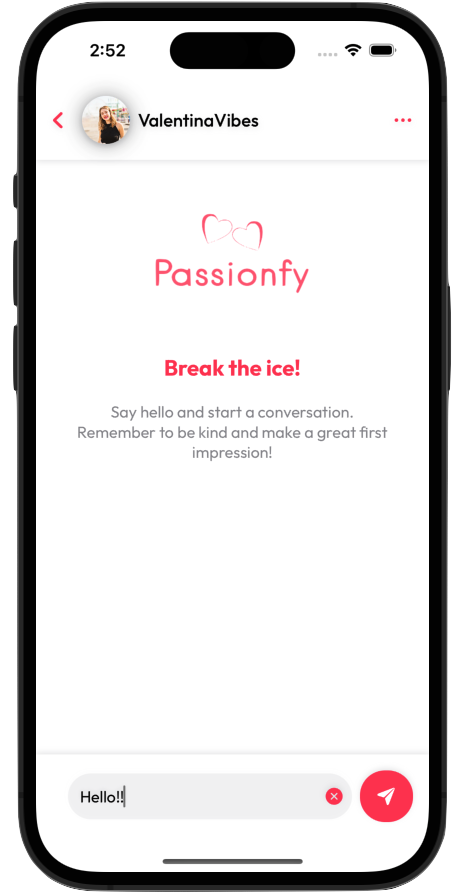 2:52
ValentinaVibes
Passionfy
Break the ice!
Say hello and start a conversation.
Remember to be kind and make a great first
impression!
Hello!!